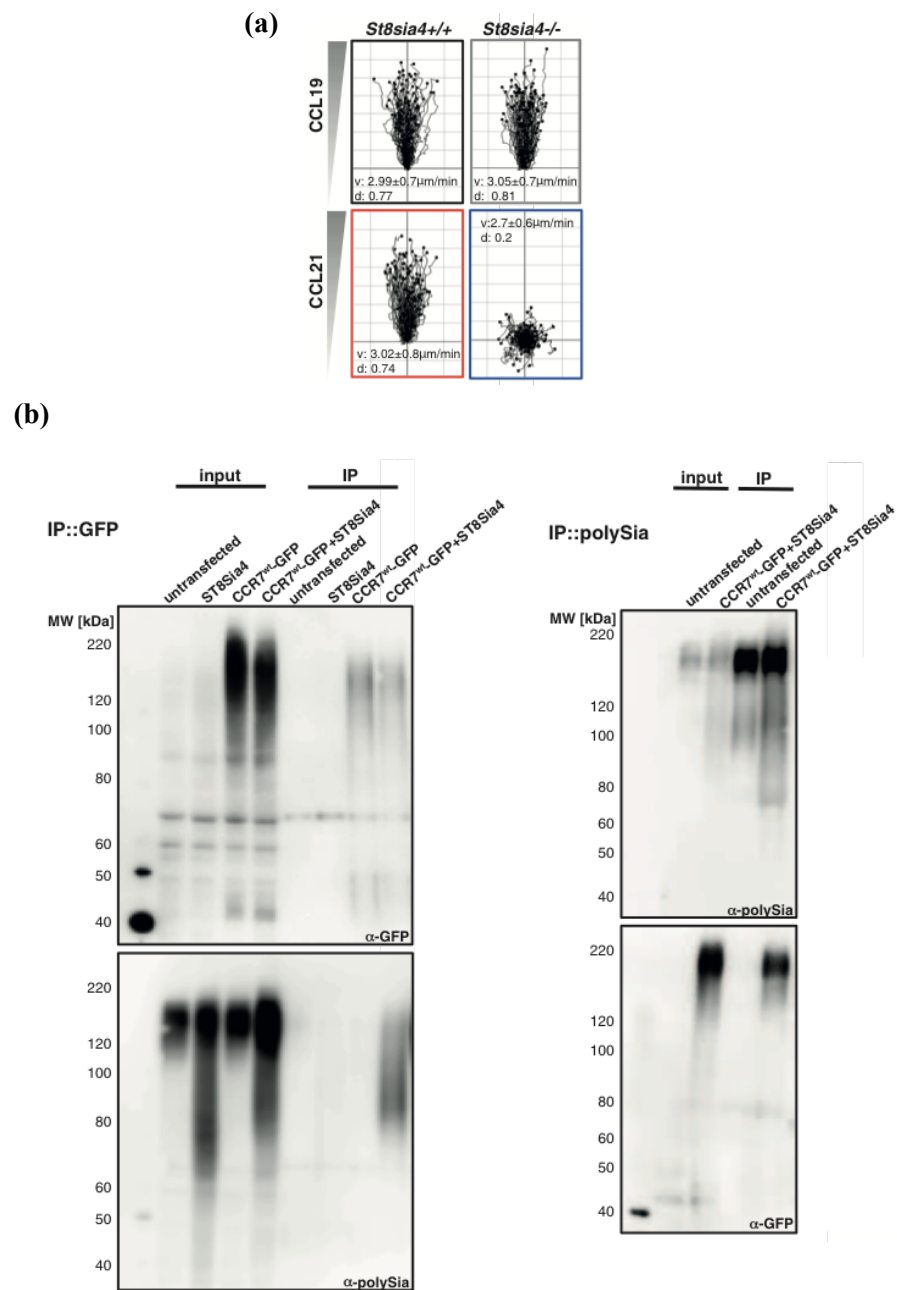 (a)
St8sia4+/+ St8sia4-/-
CCL19
v: 2.99±0.7µm/min
d: 0.77
v: 3.05±0.7µm/min
d: 0.81
CCL21
v: 3.02±0.8µm/min
d: 0.74
v:2.7±0.6µm/min
d: 0.2
(b)
input IP
IP::GFP
untransfected
ST8Sia4
CCR7wt-GFP
CCR7wt-GFP+ST8Sia4
untransfected
ST8Sia4
CCR7wt-GFP
CCR7wt-GFP+ST8Sia4
MW [kDa]
220
120
100
80
60
50
40
α-GFP
220
120
100
80
60
50
40
α-polySia
input IP
IP::polySia
untransfected
CCR7wt-GFP+ST8Sia4
untransfected
CCR7wt-GFP+ST8Sia4
MW [kDa]
220
120
100
80
60
50
40
α-polySia
220
120
100
80
60
50
40
α-GFP